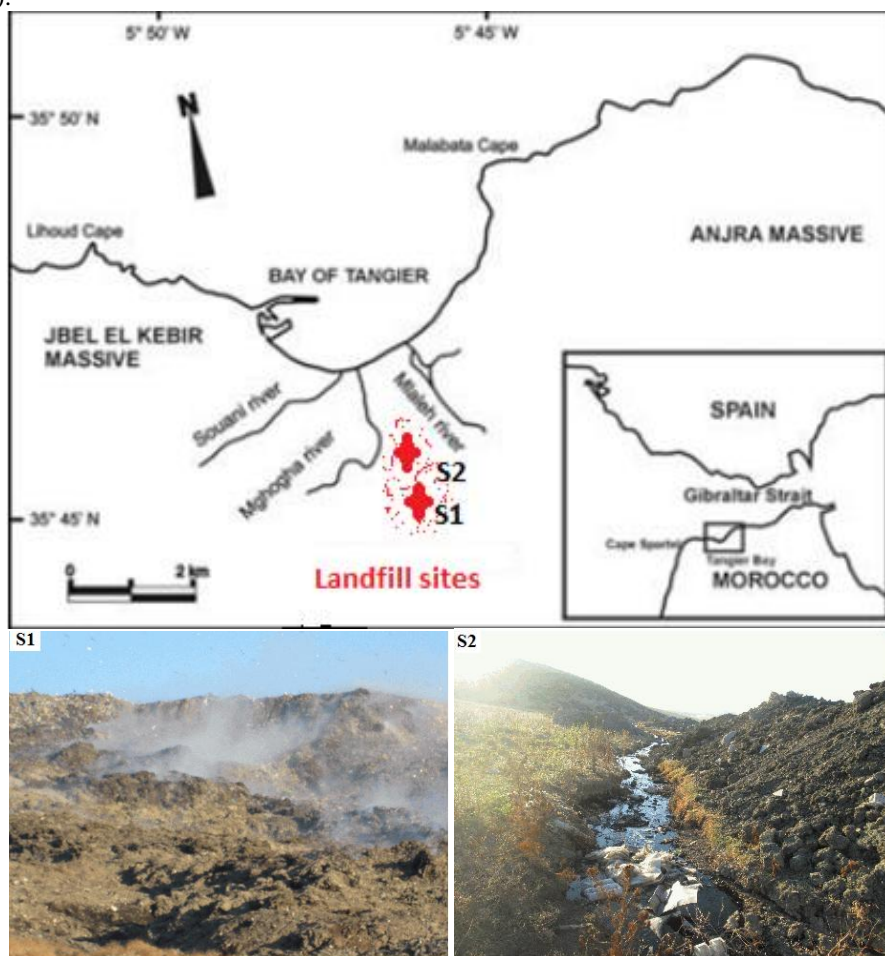 ).
5° 50' W
5° 45' W
N
35° 50' N
Malabata Cape
Lihoud Cape
ANJRA MASSIVE
BAY OF TANGIER
JBEL EL KEBIR
MASSIVE
Souani river
Mghogha river
Mlaleh river
S2
S1
35° 45' N
0 2 km
Landfill sites
SPAIN
Gibraltar Strait
Cape Spartel
Tangier Bay
MOROCCO
S1
S2